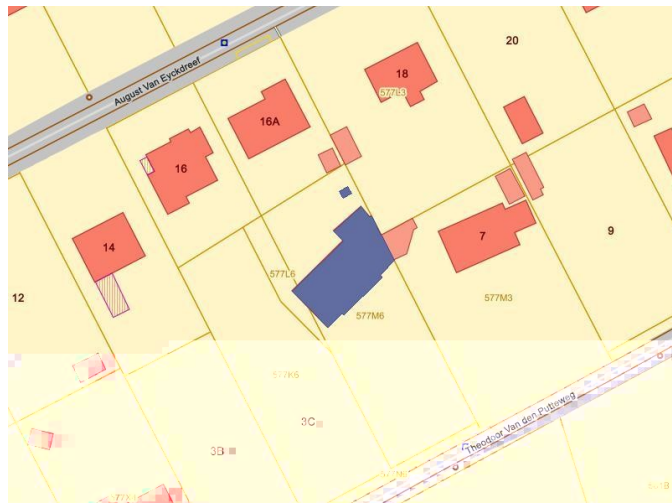 20
18
577L3
August Van Eyckdreef
16A
16
14
7
9
577L6
12
577M3
577M6
577K6
Theodoor Van den Putteweg
3C
3B